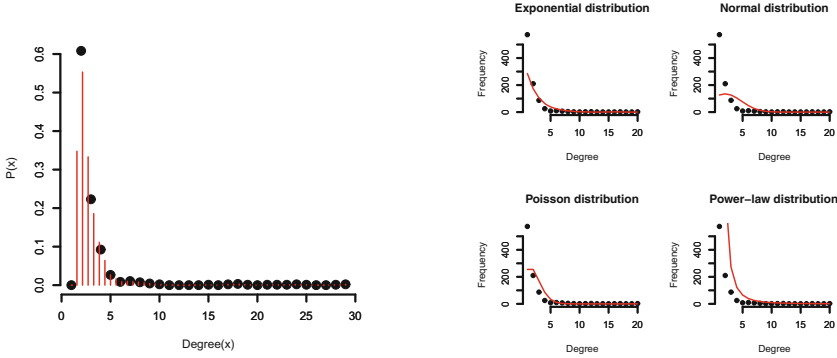 P(x)
0.6
0.5
0.4
0.3
0.2
0.1
0.0
0 5 10 15 20 25 30
Degree(x)
Exponential distribution
Frequency
400
200
0
5 10 15 20
Degree
Normal distribution
Frequency
400
200
0
5 10 15 20
Degree
Poisson distribution
Frequency
400
200
0
5 10 15 20
Degree
Power−law distribution
Frequency
400
200
0
5 10 15 20
Degree